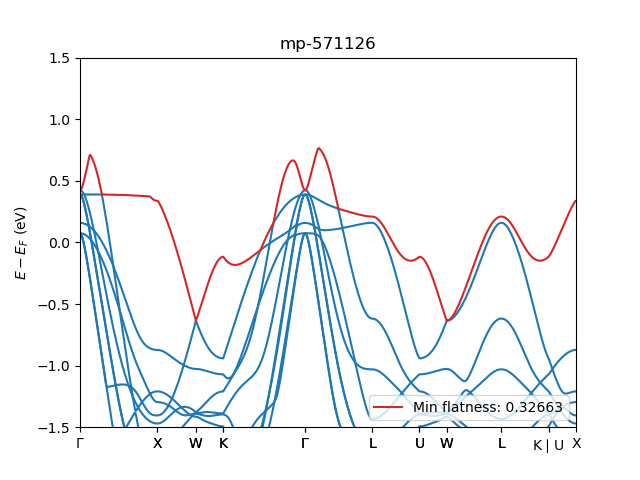 mp-571126
1.5
1.0
0.5
0.0
−0.5
−1.0
−1.5
E − E_F (eV)
Min flatness: 0.32663
Γ X W K Γ L U W L K | U X